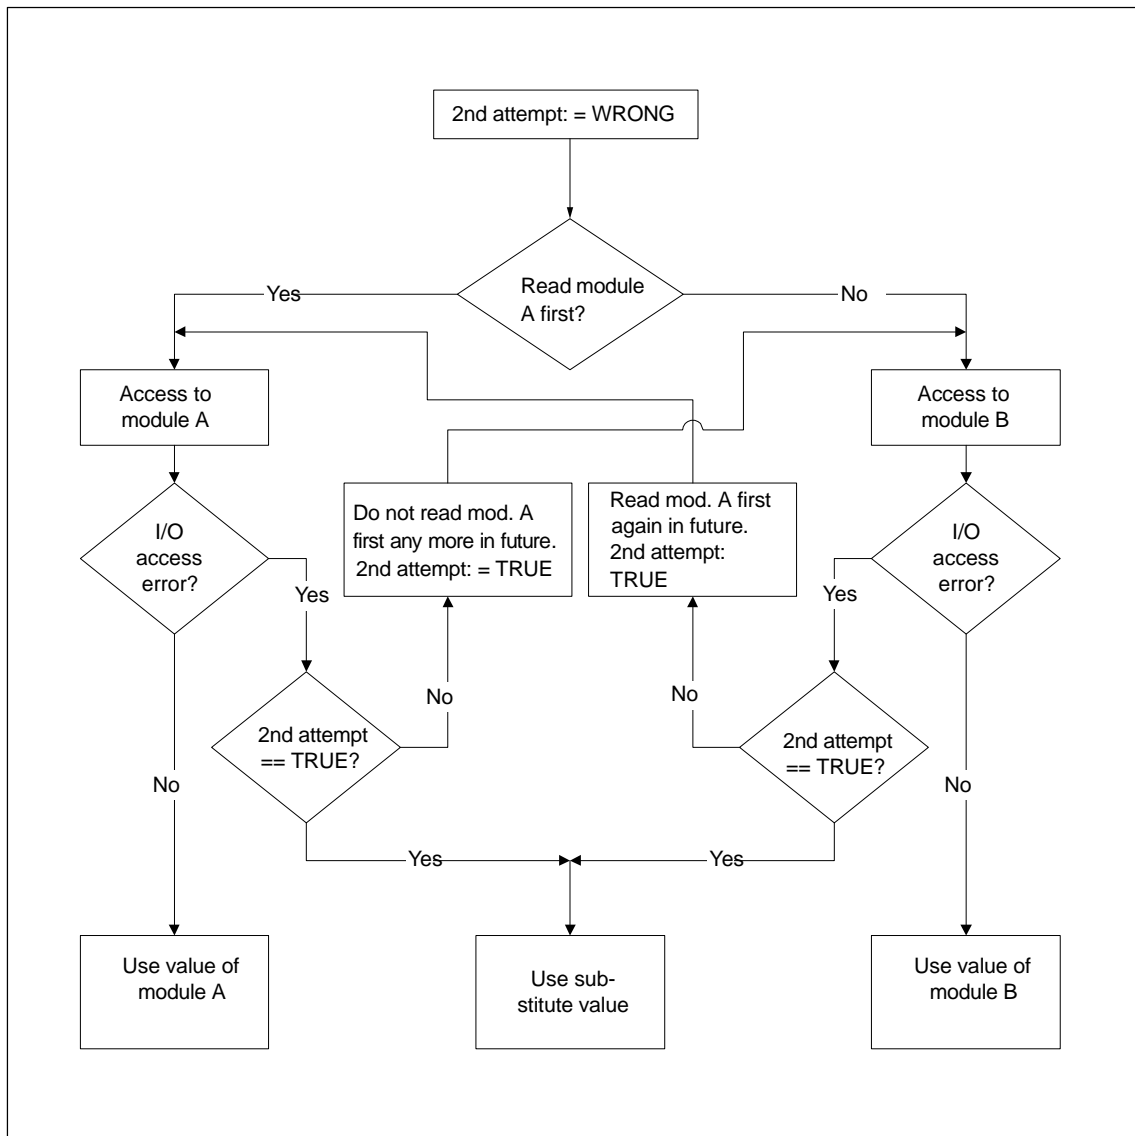 2nd attempt: = WRONG
Read module
A first?
Yes
No
Access to
module A
Access to
module B
I/O
access
error?
Do not read mod. A
first any more in future.
2nd attempt: = TRUE
Read mod. A first
again in future.
2nd attempt:
TRUE
I/O
access
error?
Yes
Yes
No
No
2nd attempt
== TRUE?
2nd attempt
== TRUE?
No
No
Yes
Yes
Use value of
module A
Use sub-
stitute value
Use value of
module B